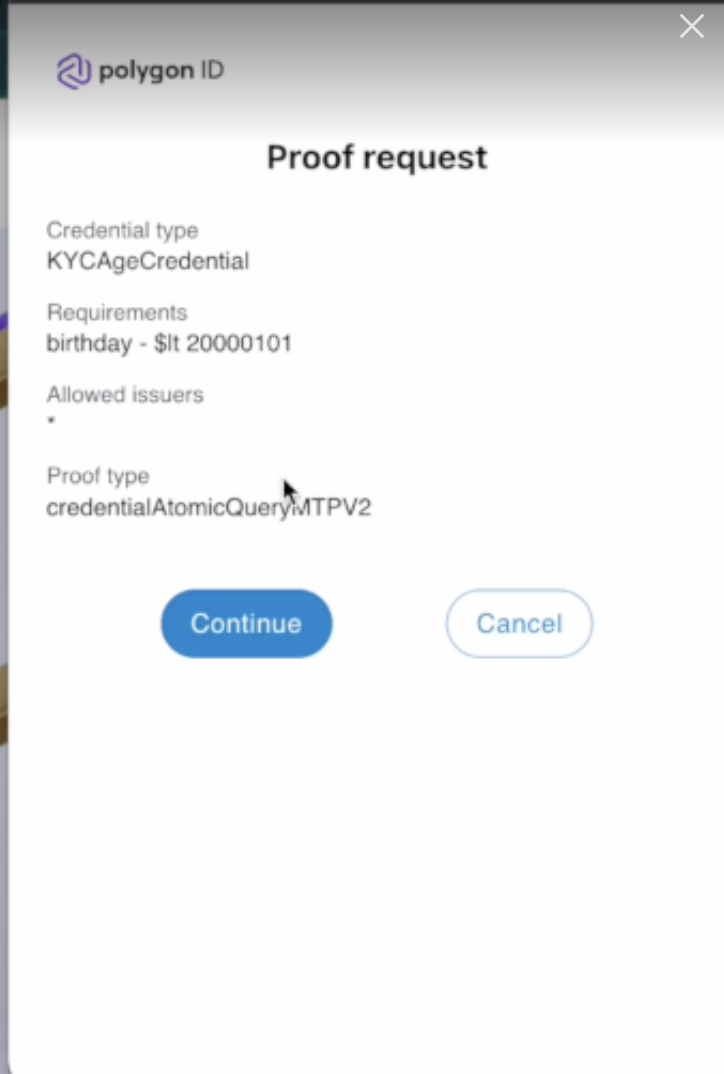 polygon ID
Proof request
Credential type
KYCAgeCredential
Requirements
birthday - $lt 20000101
Allowed issuers
*
Proof type
credentialAtomicQueryMTPV2
Continue
Cancel